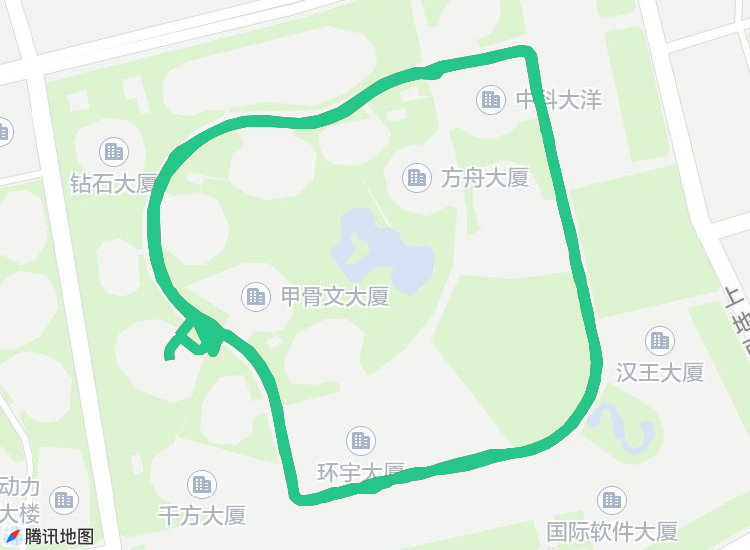 中科大洋
钻石大厦
方舟大厦
甲骨文大厦
上地
汉王大厦
环宇大厦
动力
大楼
千方大厦
国际软件大厦
腾讯地图